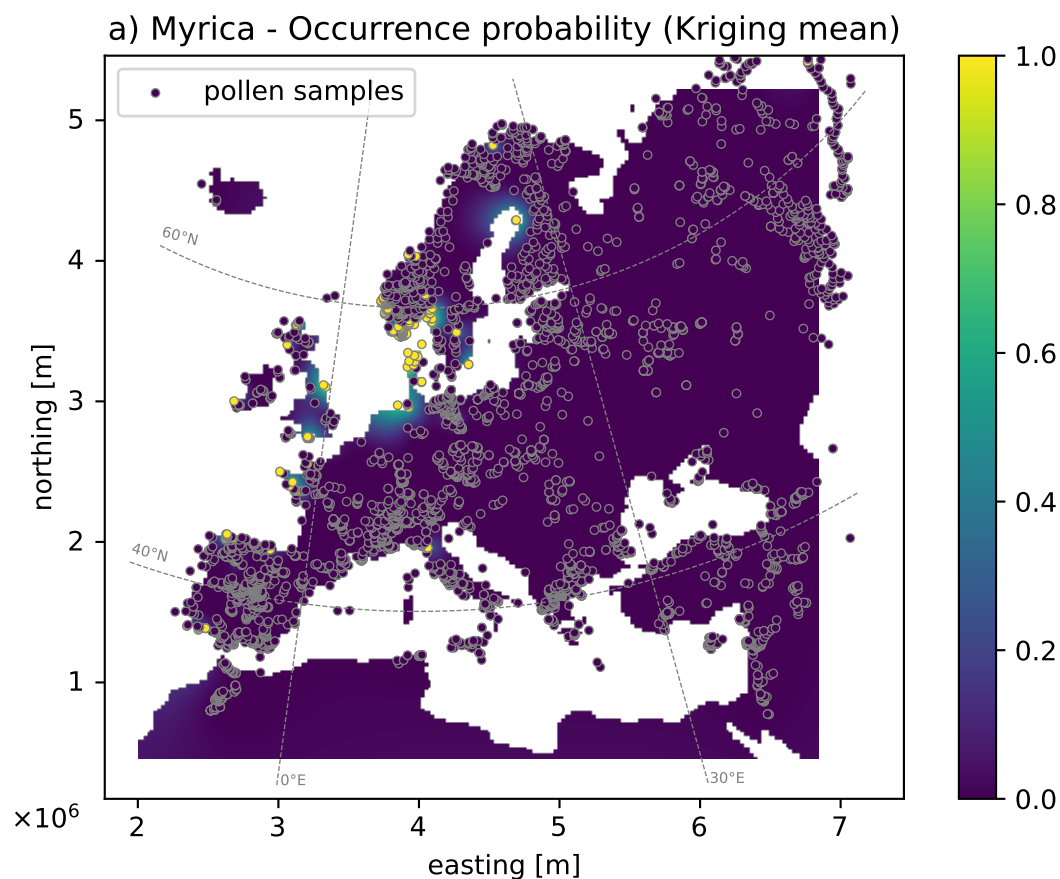 a) Myrica - Occurrence probability (Kriging mean)
pollen samples
1.0
0.8
0.6
0.4
0.2
0.0
5
4
3
2
1
northing [m]
60°N
40°N
0°E
30°E
×10⁶
2 3 4 5 6 7
easting [m]